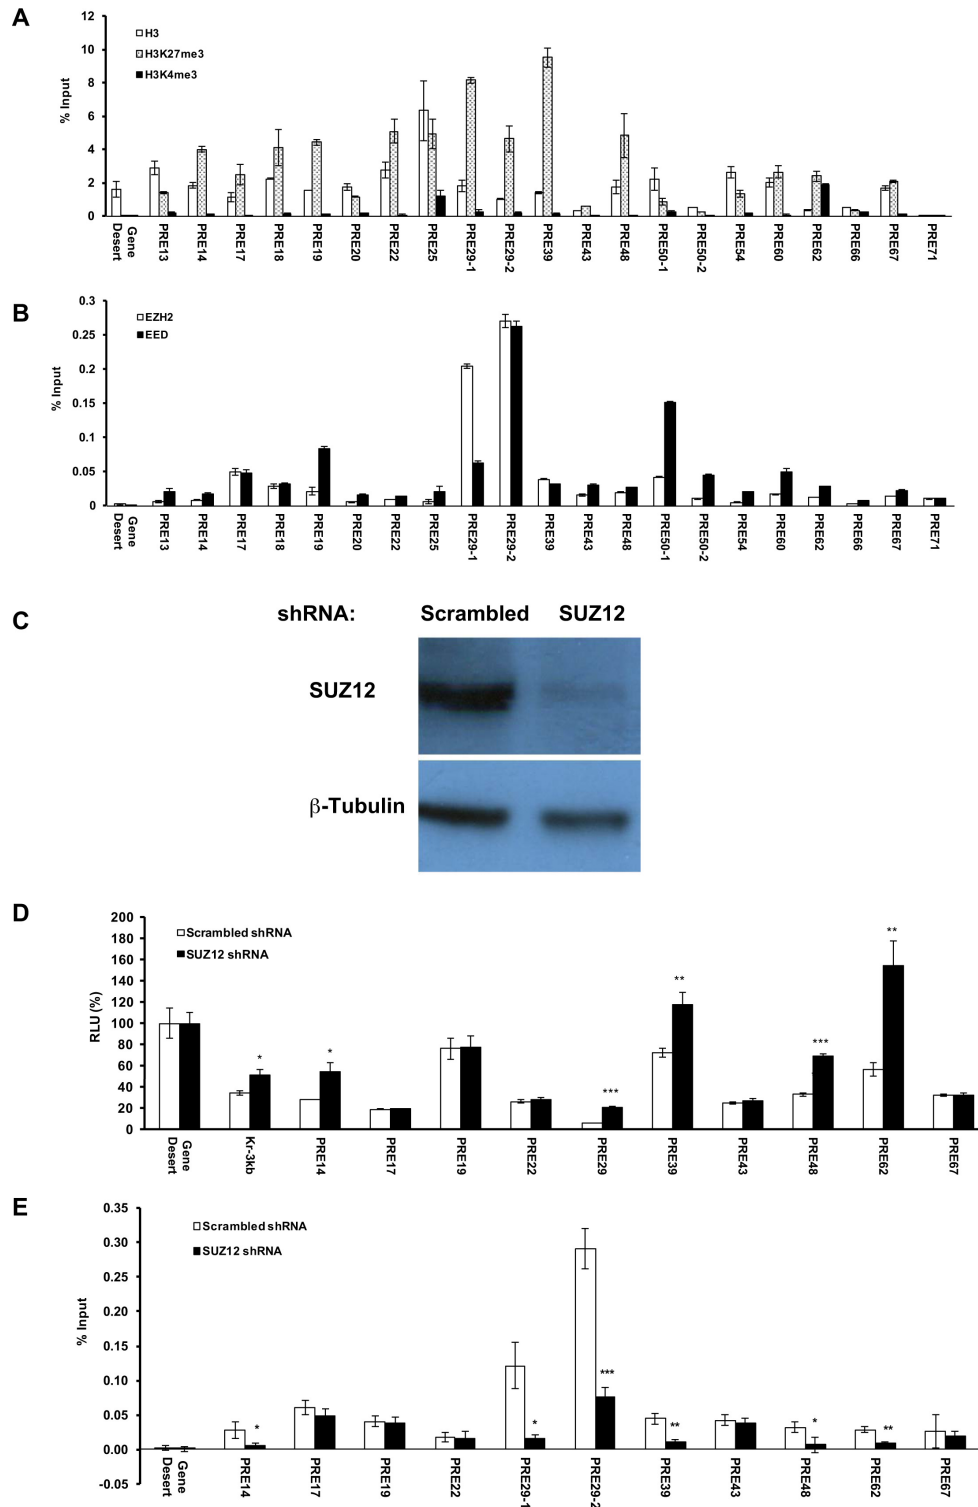 A
12
10
8
6
4
2
0
% Input
H3
H3K27me3
H3K4me3
Gene
Desert
PRE13
PRE14
PRE17
PRE18
PRE19
PRE20
PRE22
PRE25
PRE29-1
PRE29-2
PRE39
PRE43
PRE48
PRE50-1
PRE50-2
PRE54
PRE60
PRE62
PRE66
PRE67
PRE71
B
0.3
0.25
0.2
0.15
0.1
0.05
0
% Input
EZH2
EED
Gene
Desert
PRE13
PRE14
PRE17
PRE18
PRE19
PRE20
PRE22
PRE25
PRE29-1
PRE29-2
PRE39
PRE43
PRE48
PRE50-1
PRE50-2
PRE54
PRE60
PRE62
PRE66
PRE67
PRE71
C
shRNA: Scrambled SUZ12
SUZ12
β-Tubulin
D
200
180
160
140
120
100
80
60
40
20
0
RLU (%)
Scrambled shRNA
SUZ12 shRNA
*
*
***
**
***
**
Gene
Desert
Kr-3kb
PRE14
PRE17
PRE19
PRE22
PRE29
PRE39
PRE43
PRE48
PRE62
PRE67
E
0.35
0.30
0.25
0.20
0.15
0.10
0.05
0.00
-0.05
% Input
Scrambled shRNA
SUZ12 shRNA
*
*
***
**
*
**
Gene
Desert
PRE14
PRE17
PRE19
PRE22
PRE29-1
PRE29-2
PRE39
PRE43
PRE48
PRE62
PRE67